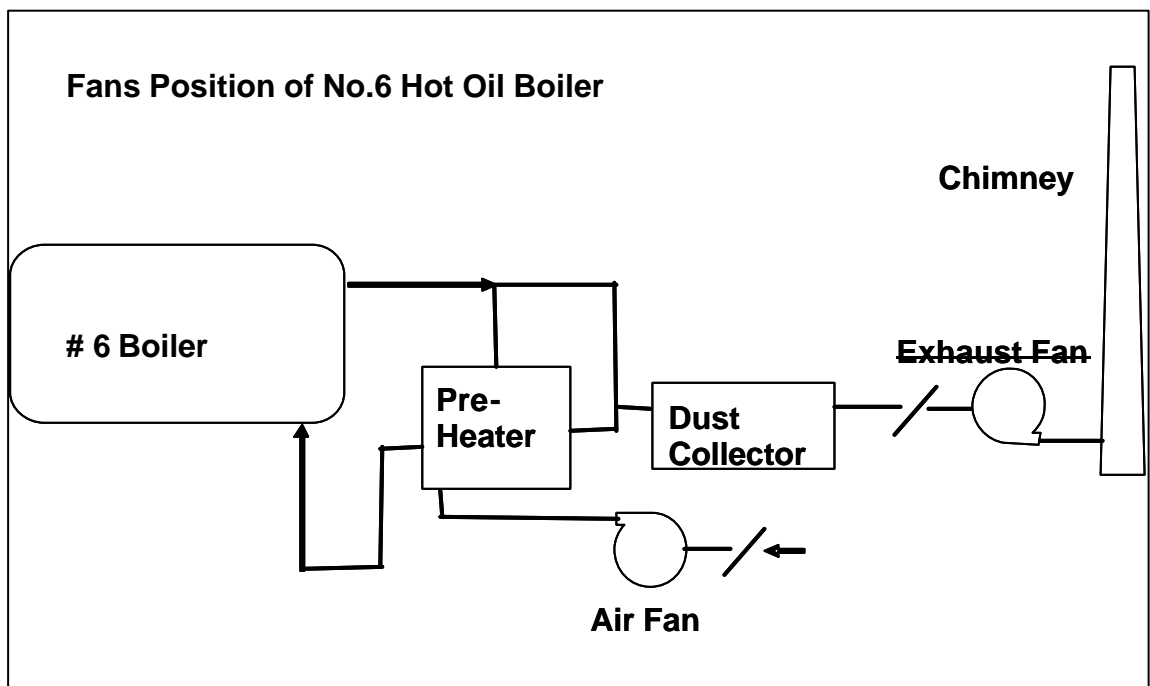 Fans Position of No.6 Hot Oil Boiler
Chimney
# 6 Boiler
Exhaust Fan
Pre-
Heater
Dust
Collector
Air Fan